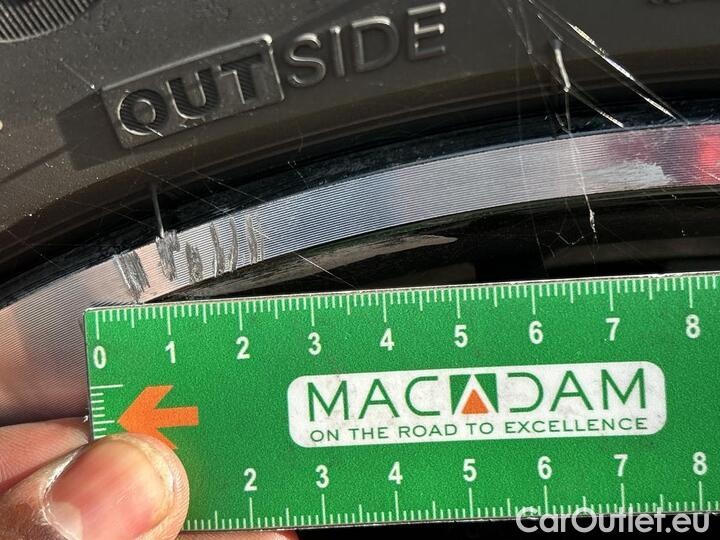 OUTSIDE
0 1 2 3 4 5 6 7 8
MACADAM
ON THE ROAD TO EXCELLENCE
2 3 4 5 6 7 8
CarOutlet.eu